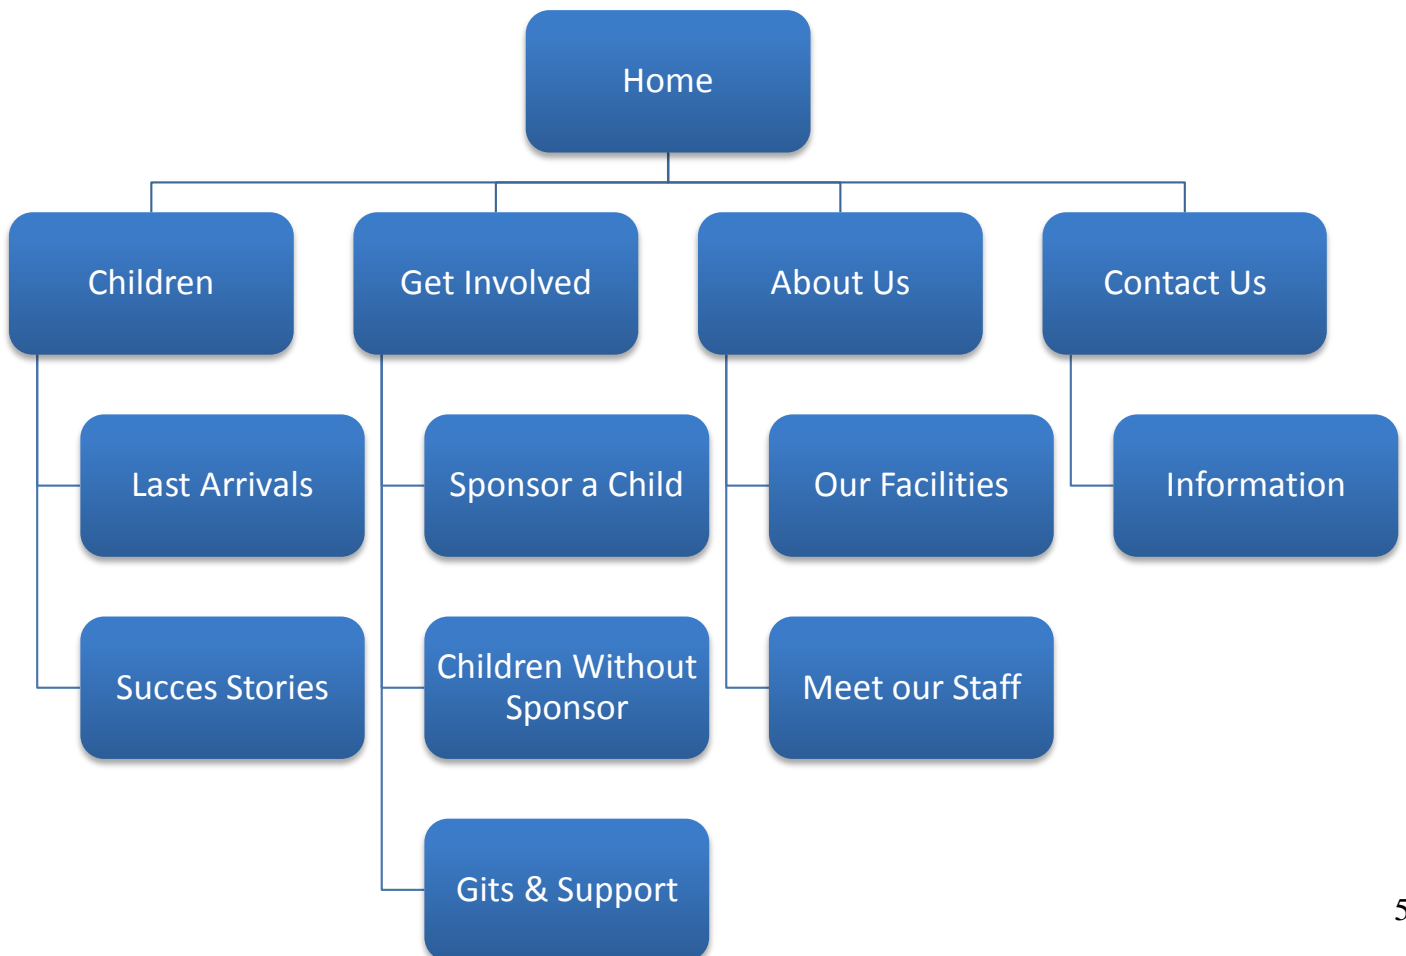 Home
Children
Get Involved
About Us
Contact Us
Last Arrivals
Sponsor a Child
Our Facilities
Information
Succes Stories
Children Without
Sponsor
Meet our Staff
Gits & Support
5